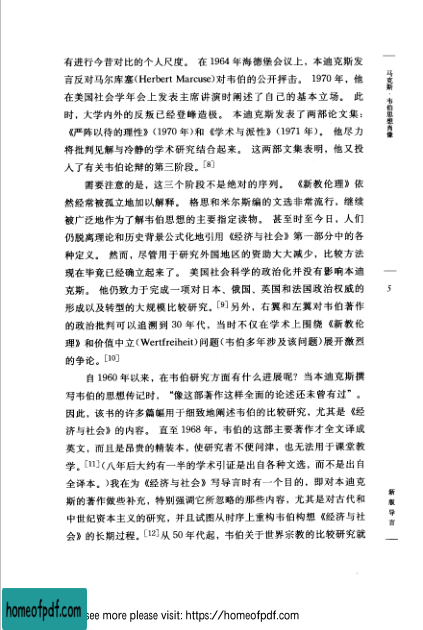 有进行今昔对比的个人尺度。 在 1964 年海德堡会议上，本迪克斯发
言反对马尔库塞(Herbert Marcuse)对韦伯的公开抨击。 1970 年，他
在美国社会学年会上发表主席讲演时阐述了自己的基本立场。 此
时，大学内外的反叛已经登峰造极。 本迪克斯发表了两部论文集：
《严阵以待的理性》(1970 年)和《学术与派性》(1971 年)。 他尽力
将批判见解与冷静的学术研究结合起来。 这两部文集表明，他又投
入了有关韦伯论辩的第三阶段。[8]
需要注意的是，这三个阶段不是绝对的序列。 《新教伦理》依
然经常被孤立地加以解释。 格思和米尔斯编的文选非常流行，继续
被广泛地作为了解韦伯思想的主要指定读物。 甚至时至今日，人们
仍脱离理论和历史背景公式化地引用《经济与社会》第一部分中的各
种定义。 然而，尽管用于研究外国地区的资助大大减少，比较方法
现在毕竟已经确立起来了。 美国社会科学的政治化并没有影响本迪
克斯。 他仍致力于完成一项对日本、俄国、英国和法国政治权威的
形成以及转型的大规模比较研究。[9]另外，右翼和左翼对韦伯著作
的政治批判可以追溯到 30 年代，当时不仅在学术上围绕《新教伦
理》和价值中立(Wertfreiheit)问题(韦伯多年涉及该问题)展开激烈
的争论。[10]
自 1960 年以来，在韦伯研究方面有什么进展呢？当本迪克斯撰
写韦伯的思想传记时，“像这部著作这样全面的论述还未曾有过”。
因此，该书的许多篇幅用于细致地阐述韦伯的比较研究，尤其是《经
济与社会》的内容。 直至 1968 年，韦伯的这部主要著作才全文译成
英文，而且是昂贵的精装本，使研究者不便问津，也无法用于课堂教
学。[11](八年后大约有一半的学术引证是出自各种文选，而不是出自
全译本。)我在为《经济与社会》写导言时有一个目的，即对本迪克
斯的著作做些补充，特别强调它所忽略的那些内容，尤其是对古代和
中世纪资本主义的研究，并且试图从时序上重构韦伯构想《经济与社
会》的长期过程。[12]从 50 年代起，韦伯关于世界宗教的比较研究就
马克斯·韦伯思想肖像
5
新版导言
homeofpdf.com
see more please visit: https://homeofpdf.com